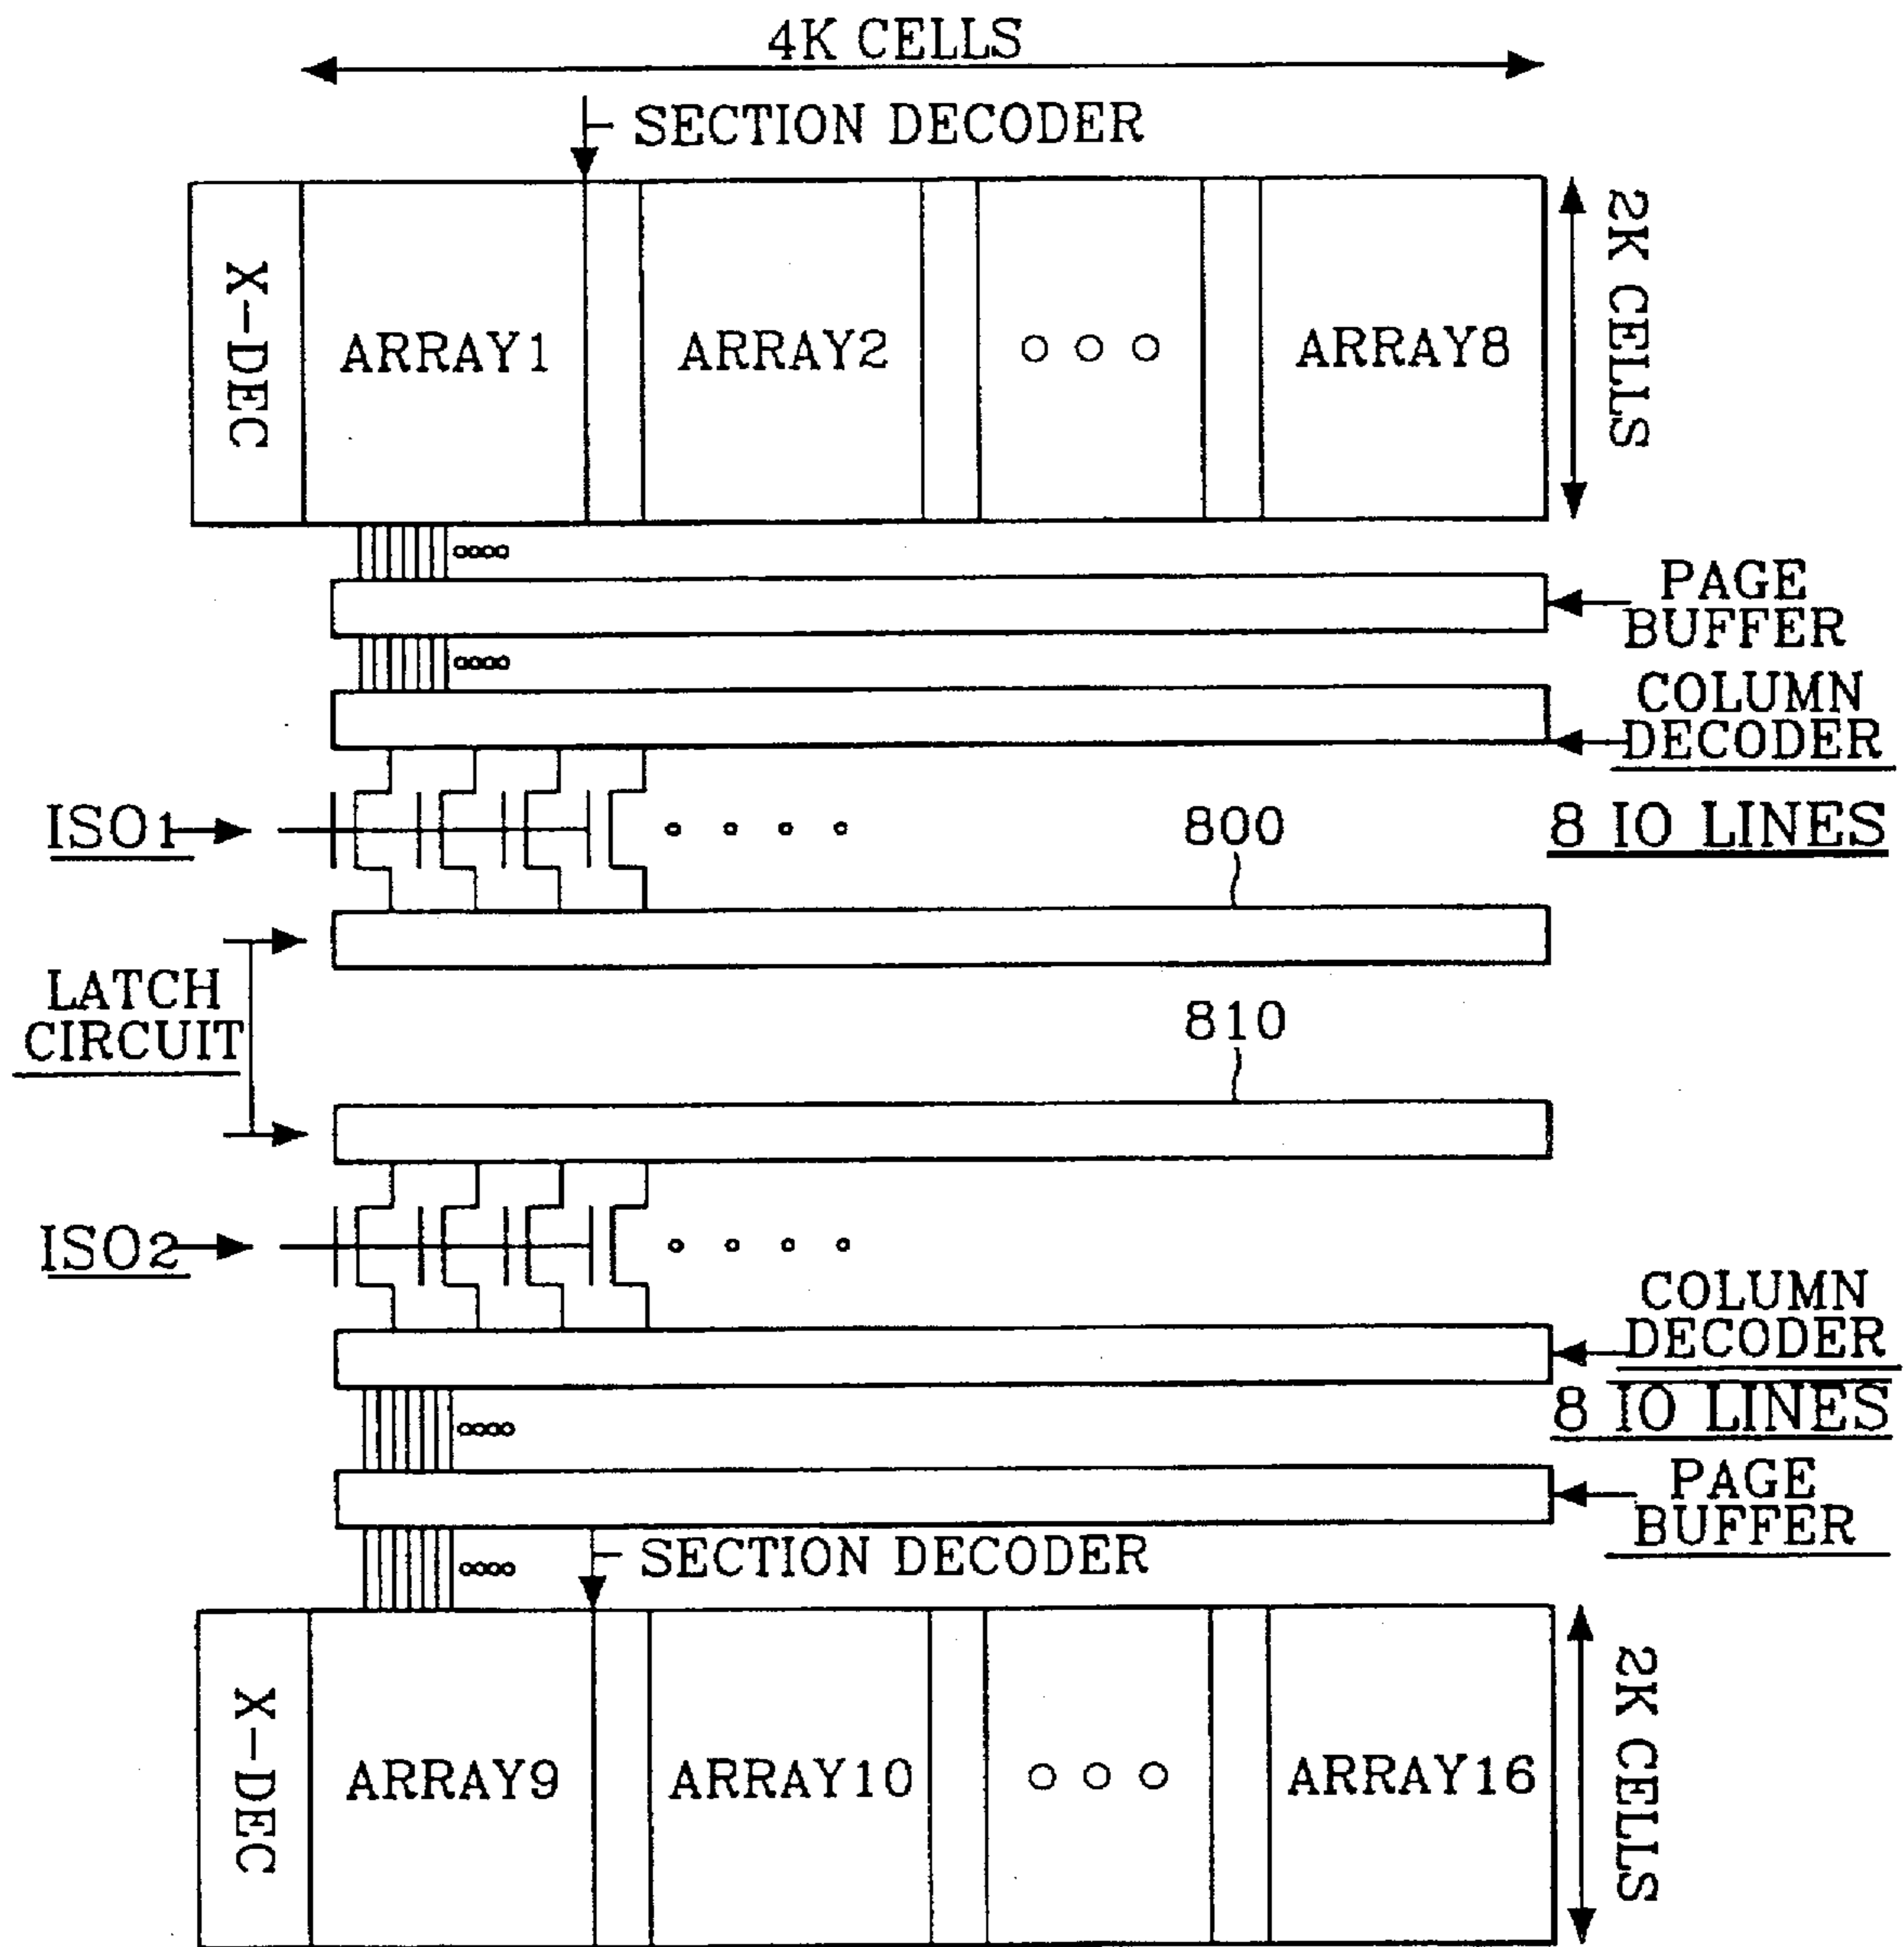 4K CELLS
SECTION DECODER
X-DEC
ARRAY1
ARRAY2
ARRAY8
2K CELLS
PAGE
BUFFER
COLUMN
DECODER
8 IO LINES
ISO1
800
LATCH
CIRCUIT
810
ISO2
COLUMN
DECODER
8 IO LINES
PAGE
BUFFER
SECTION DECODER
X-DEC
ARRAY9
ARRAY10
ARRAY16
2K CELLS